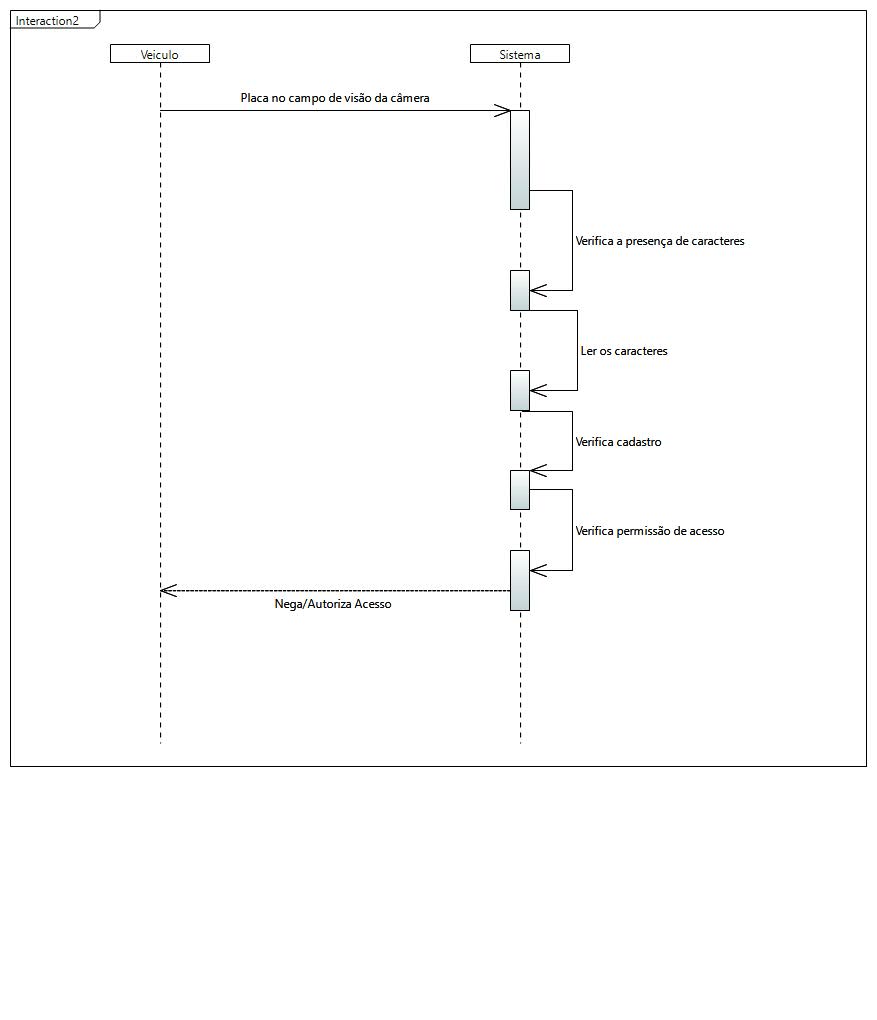 Interaction2
Veiculo
Sistema
Placa no campo de visão da câmera
Verifica a presença de caracteres
Ler os caracteres
Verifica cadastro
Verifica permissão de acesso
Nega/Autoriza Acesso